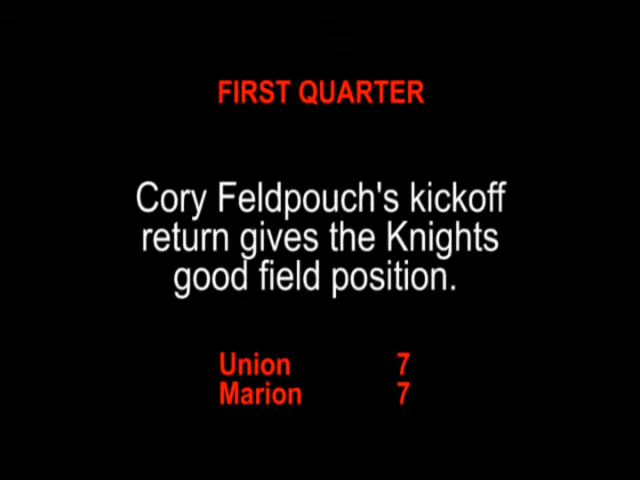 FIRST QUARTER
Cory Feldpouch's kickoff
return gives the Knights
good field position.
Union 7
Marion 7